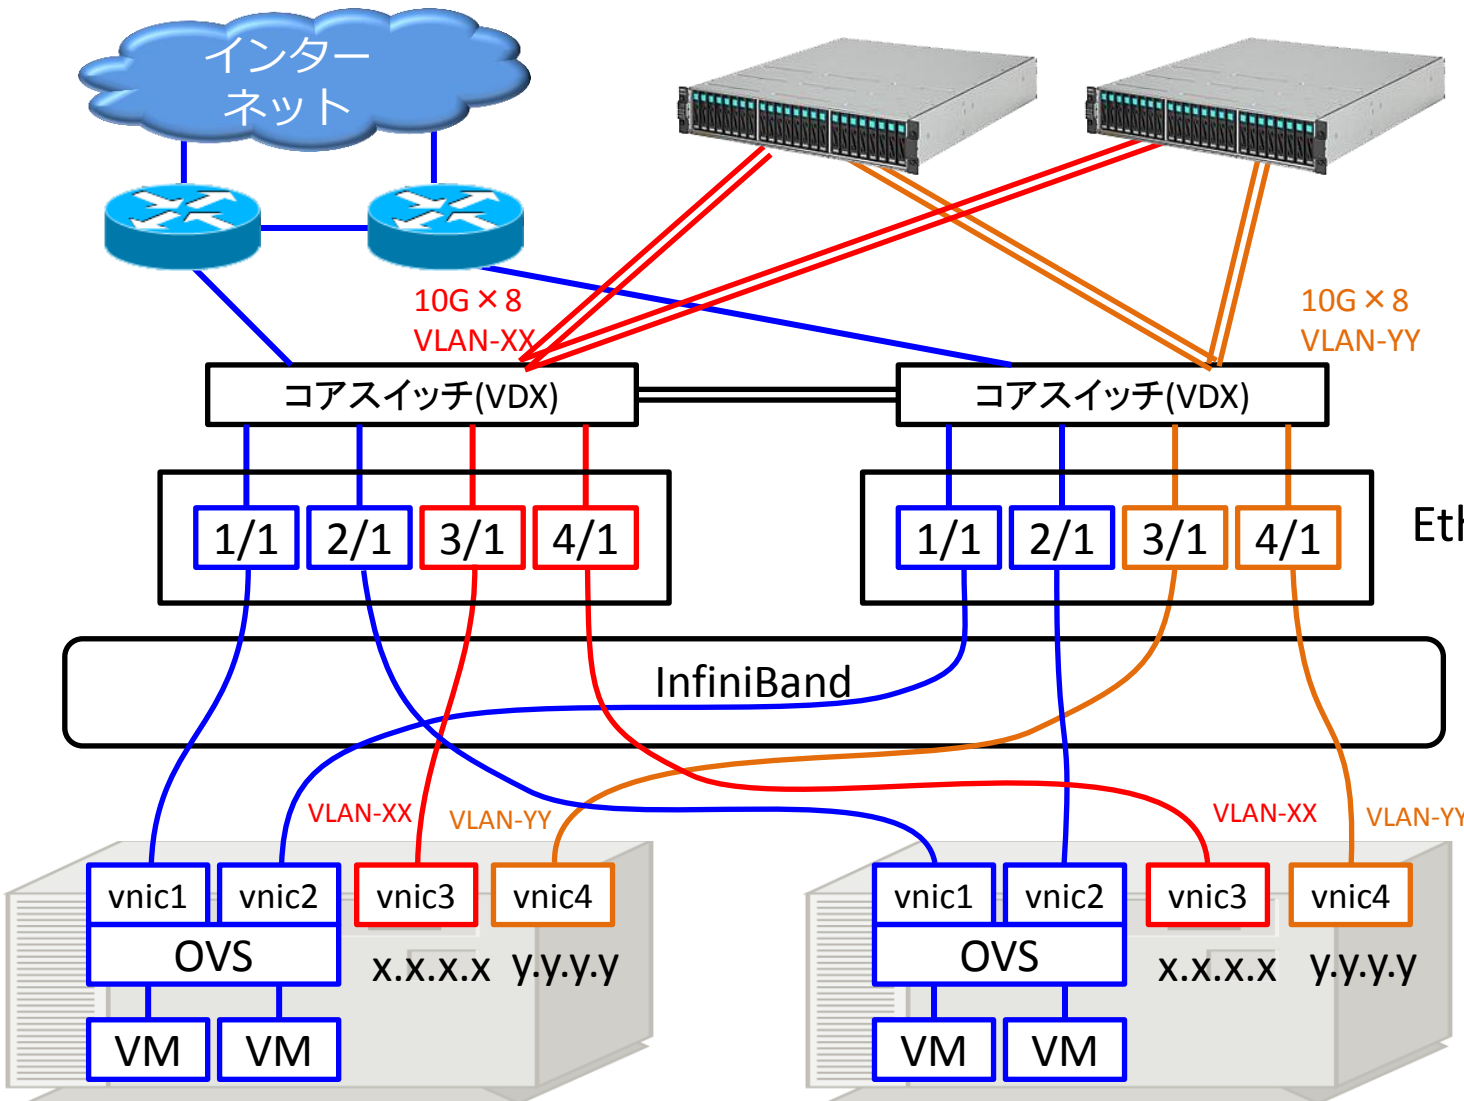 インター
ネット
10G×8
VLAN-XX
10G×8
VLAN-YY
コアスイッチ(VDX)
コアスイッチ(VDX)
1/1 2/1 3/1 4/1
1/1 2/1 3/1 4/1
Eth
InfiniBand
VLAN-XX VLAN-YY
VLAN-XX VLAN-YY
vnic1 vnic2 vnic3 vnic4
OVS x.x.x.x y.y.y.y
VM VM
vnic1 vnic2 vnic3 vnic4
OVS x.x.x.x y.y.y.y
VM VM